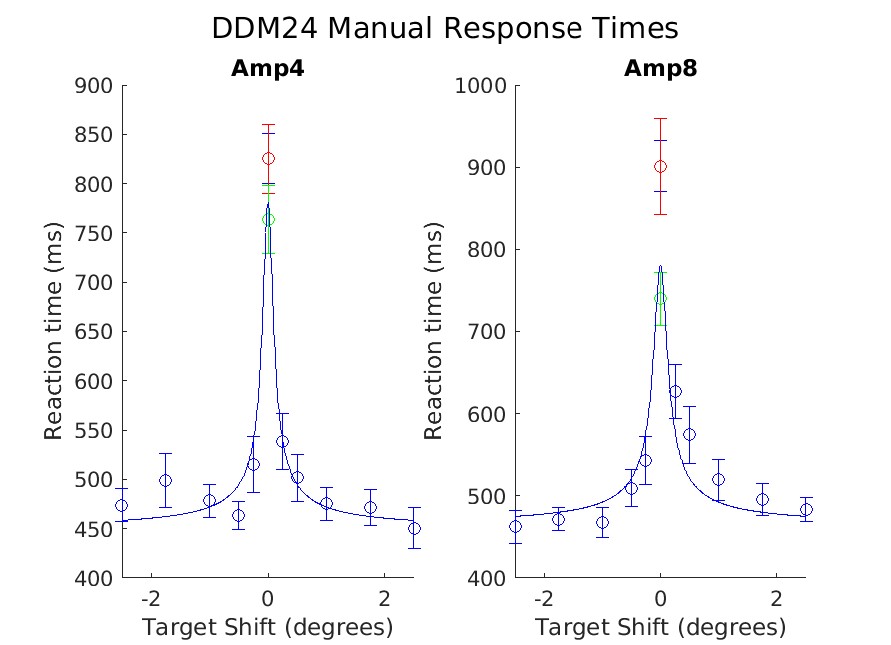 DDM24 Manual Response Times
Amp4
900
850
800
750
700
650
600
550
500
450
400
-2 0 2
Reaction time (ms)
Target Shift (degrees)
Amp8
1000
900
800
700
600
500
400
-2 0 2
Reaction time (ms)
Target Shift (degrees)